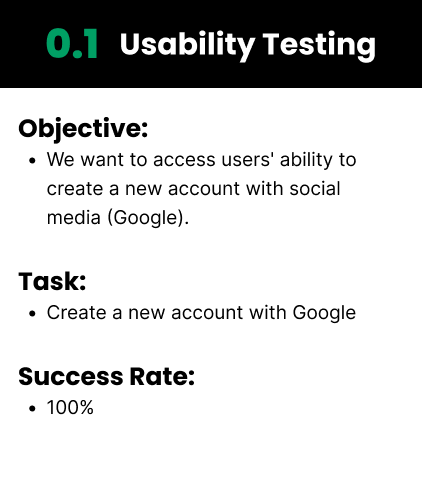 0.1 Usability Testing
Objective:
• We want to access users' ability to
create a new account with social
media (Google).
Task:
• Create a new account with Google
Success Rate:
• 100%